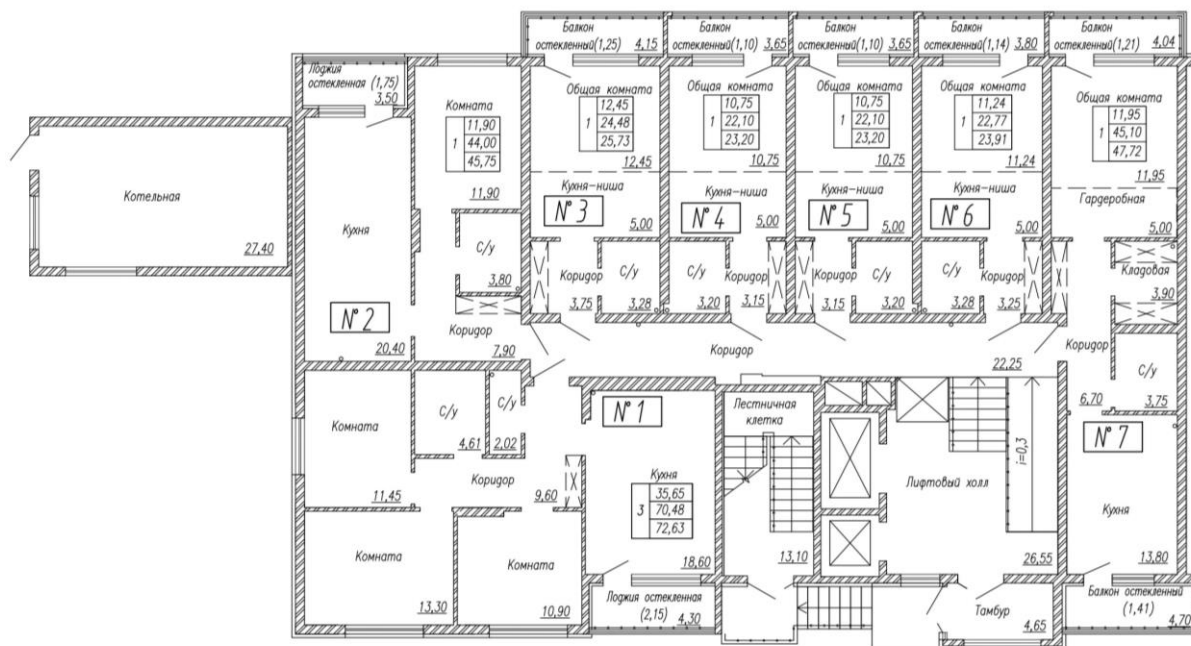 Балкон
остекленный(1,25) 4,15
Балкон
остекленный(1,10) 3,65
Балкон
остекленный(1,10) 3,65
Балкон
остекленный(1,14) 3,80
Балкон
остекленный(1,21) 4,04
Лоджия
остекленная (1,75)
3,50
Комната
1 11,90
44,00
45,75
11,90
Общая комната
1 12,45
24,48
25,73
12,45
Общая комната
1 10,75
22,10
23,20
10,75
Общая комната
1 10,75
22,10
23,20
10,75
Общая комната
1 11,24
22,77
23,91
11,24
Общая комната
1 11,95
45,10
47,72
11,95
Котельная
27,40
Кухня
N°2
20,40
С/у
3,80
Коридор
7,90
Кухня-ниша
N°3
5,00
Коридор
3,75
С/у
3,28
Кухня-ниша
N°4
5,00
С/у
3,20
Коридор
3,15
Кухня-ниша
N°5
5,00
Коридор
3,15
С/у
3,20
Кухня-ниша
N°6
5,00
С/у
3,28
Коридор
3,25
Гардеробная
5,00
Кладовая
3,90
Коридор
6,70
С/у
3,75
Коридор
22,25
Комната
11,45
С/у
4,61
С/у
2,02
N°1
Коридор
9,60
Кухня
3 35,65
70,48
72,63
18,60
Лестничная
клетка
13,10
Лифтовый холл
26,55
i=0,3
N°7
Кухня
13,80
Комната
13,30
Комната
10,90
Лоджия остекленная
(2,15)
4,30
Тамбур
4,65
Балкон остекленный
(1,41)
4,70